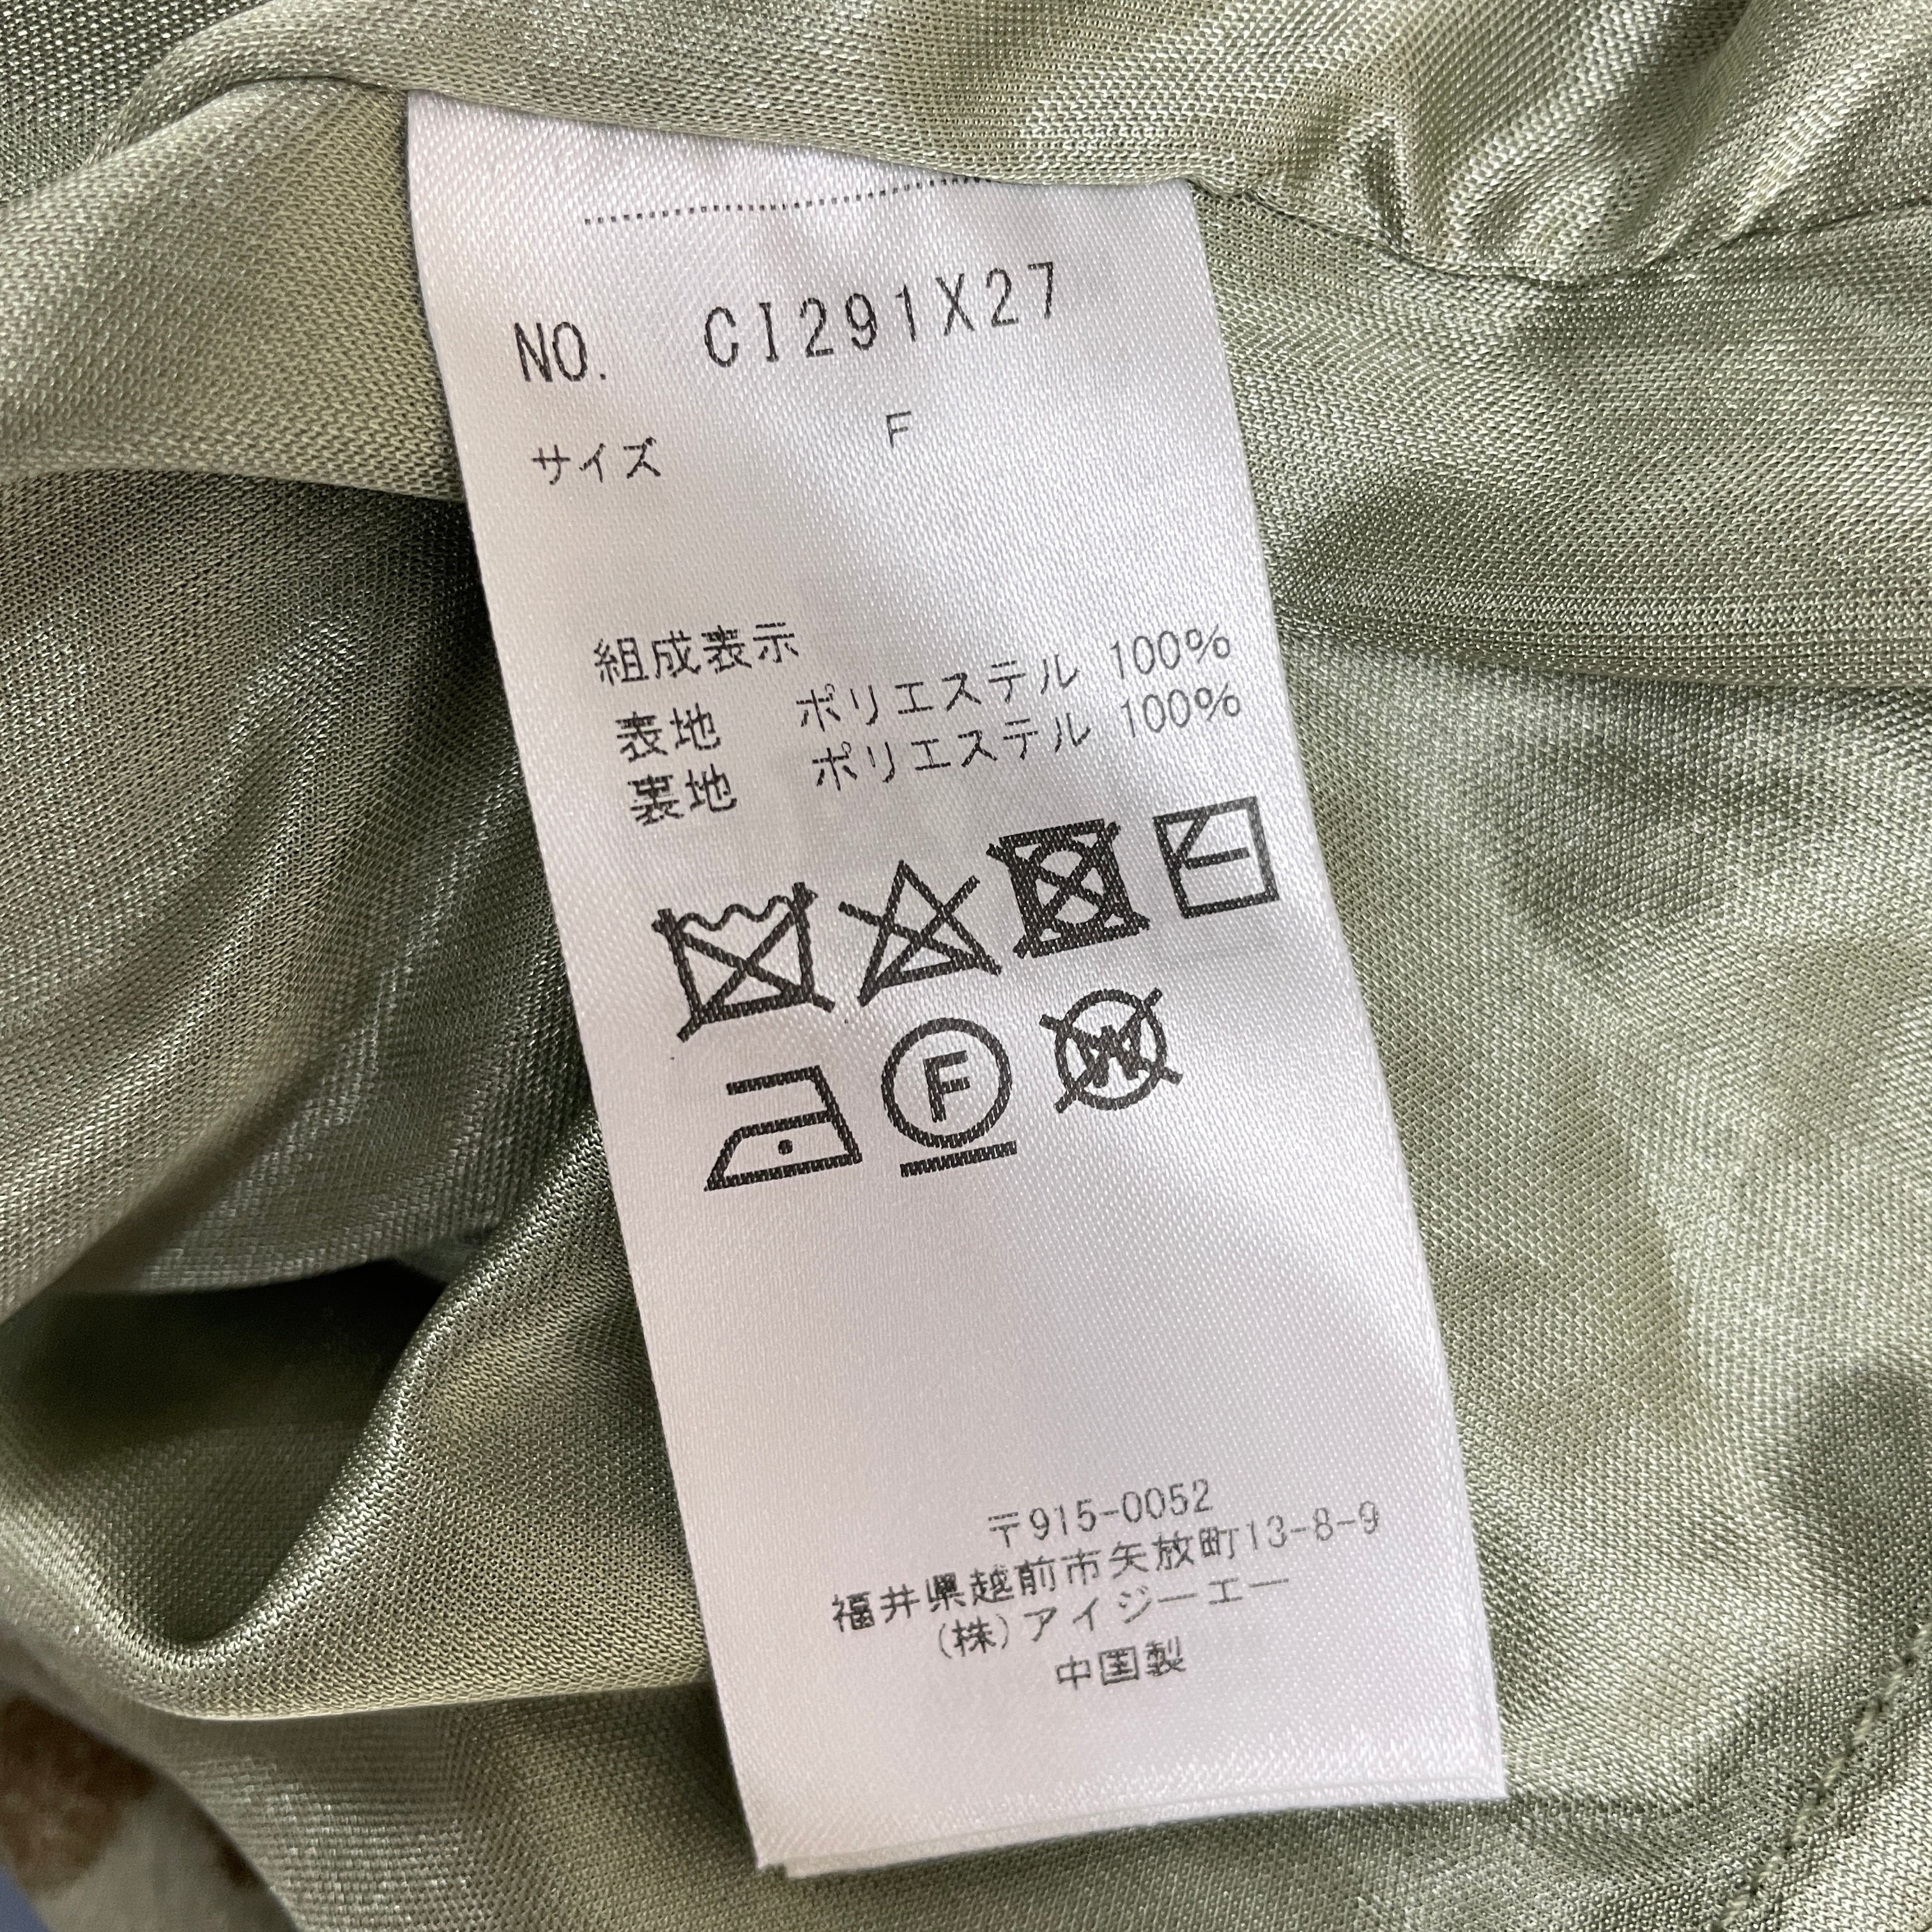 NO. CI291X27
サイズ F
組成表示
表地 ポリエステル 100%
裏地 ポリエステル 100%
F
W
〒915-0052
福井県越前市矢放町13-8-9
(株)アイジーエー
中国製